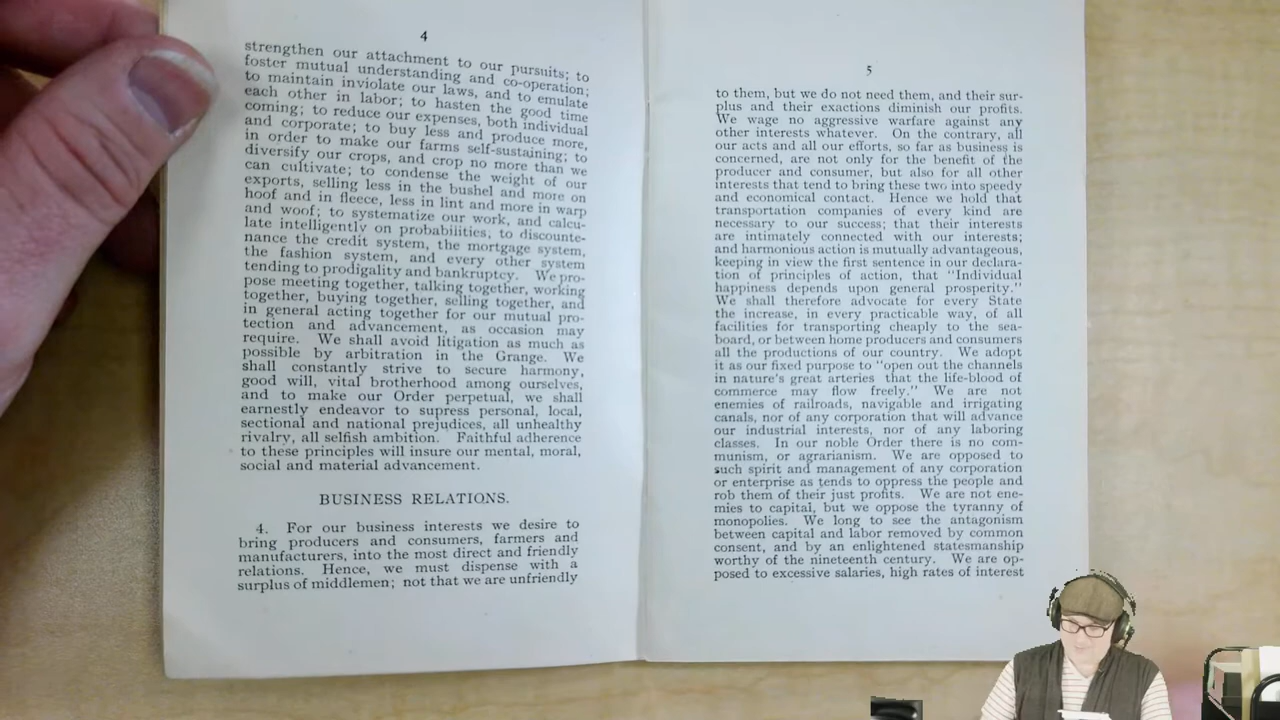 4
strengthen our attachment to our pursuits; to
foster mutual understanding and co-operation;
to maintain inviolate our laws, and to emulate
each other in labor; to hasten the good time
coming; to reduce our expenses, both individual
and corporate; to buy less and produce more,
in order to make our farms self-sustaining; to
diversify our crops, and crop no more than we
can cultivate; to condense the weight of our
exports, selling less in the bushel and more on
hoof and in fleece, less in lint and more in warp
and woof; to systematize our work, and calcu-
late intelligently on probabilities; to discounte-
nance the credit system, the mortgage system,
the fashion system, and every other system
tending to prodigality and bankruptcy. We pro-
pose meeting together, talking together, working
together, buying together, selling together, and
in general acting together for our mutual pro-
tection and advancement, as occasion may
require. We shall avoid litigation as much as
possible by arbitration in the Grange. We
shall constantly strive to secure harmony,
good will, vital brotherhood among ourselves,
and to make our Order perpetual, we shall
earnestly endeavor to supress personal, local,
sectional and national prejudices, all unhealthy
rivalry, all selfish ambition. Faithful adherence
to these principles will insure our mental, moral,
social and material advancement.
BUSINESS RELATIONS.
4. For our business interests we desire to
bring producers and consumers, farmers and
manufacturers, into the most direct and friendly
relations. Hence, we must dispense with a
surplus of middlemen; not that we are unfriendly
5
to them, but we do not need them, and their sur-
plus and their exactions diminish our profits.
We wage no aggressive warfare against any
other interests whatever. On the contrary, all
our acts and all our efforts, so far as business is
concerned, are not only for the benefit of the
producer and consumer, but also for all other
interests that tend to bring these two into speedy
and economical contact. Hence we hold that
transportation companies of every kind are
necessary to our success; that their interests
are intimately connected with our interests;
and harmonious action is mutually advantageous,
keeping in view the first sentence in our declara-
tion of principles of action, that "Individual
happiness depends upon general prosperity."
We shall therefore advocate for every State
the increase, in every practicable way, of all
facilities for transporting cheaply to the sea-
board, or between home producers and consumers
all the productions of our country. We adopt
it as our fixed purpose to "open out the channels
in nature's great arteries that the life-blood of
commerce may flow freely." We are not
enemies of railroads, navigable and irrigating
canals, nor of any corporation that will advance
our industrial interests, nor of any laboring
classes. In our noble Order there is no com-
munism, or agrarianism. We are opposed to
such spirit and management of any corporation
or enterprise as tends to oppress the people and
rob them of their just profits. We are not ene-
mies to capital, but we oppose the tyranny of
monopolies. We long to see the antagonism
between capital and labor removed by common
consent, and by an enlightened statesmanship
worthy of the nineteenth century. We are op-
posed to excessive salaries, high rates of interest